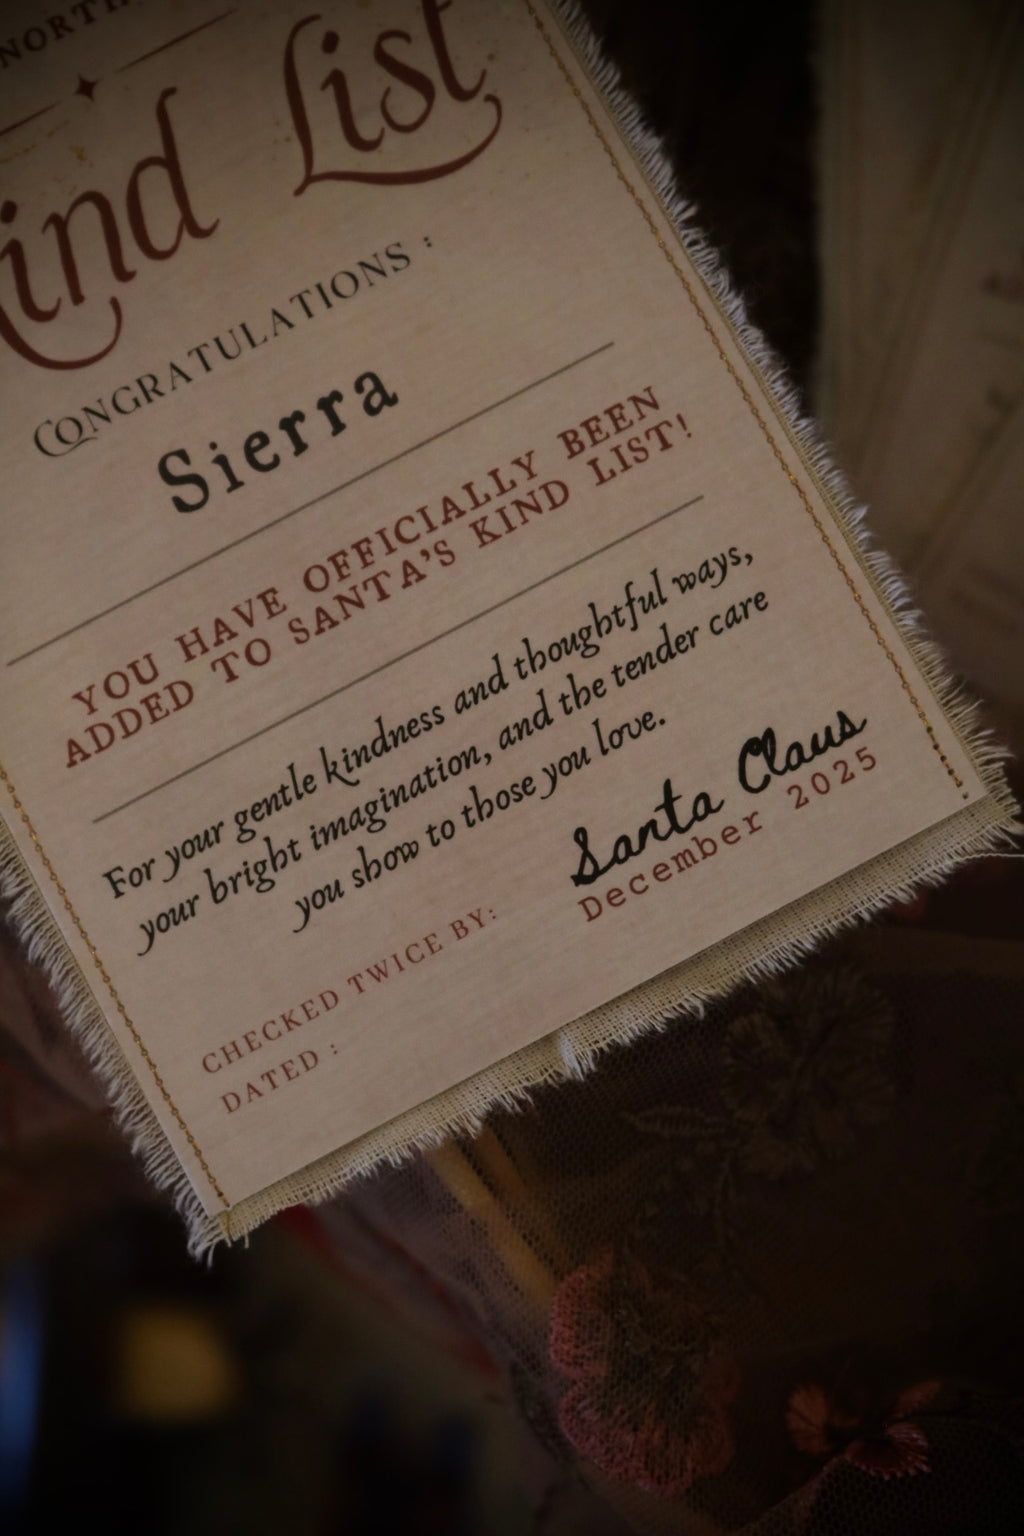 List
CONGRATULATIONS :
Sierra
YOU HAVE OFFICIALLY BEEN
ADDED TO SANTA'S KIND LIST!
For your gentle kindness and thoughtful ways,
your bright imagination, and the tender care
you show to those you love.
CHECKED TWICE BY: Santa Claus
DATED : December 2025